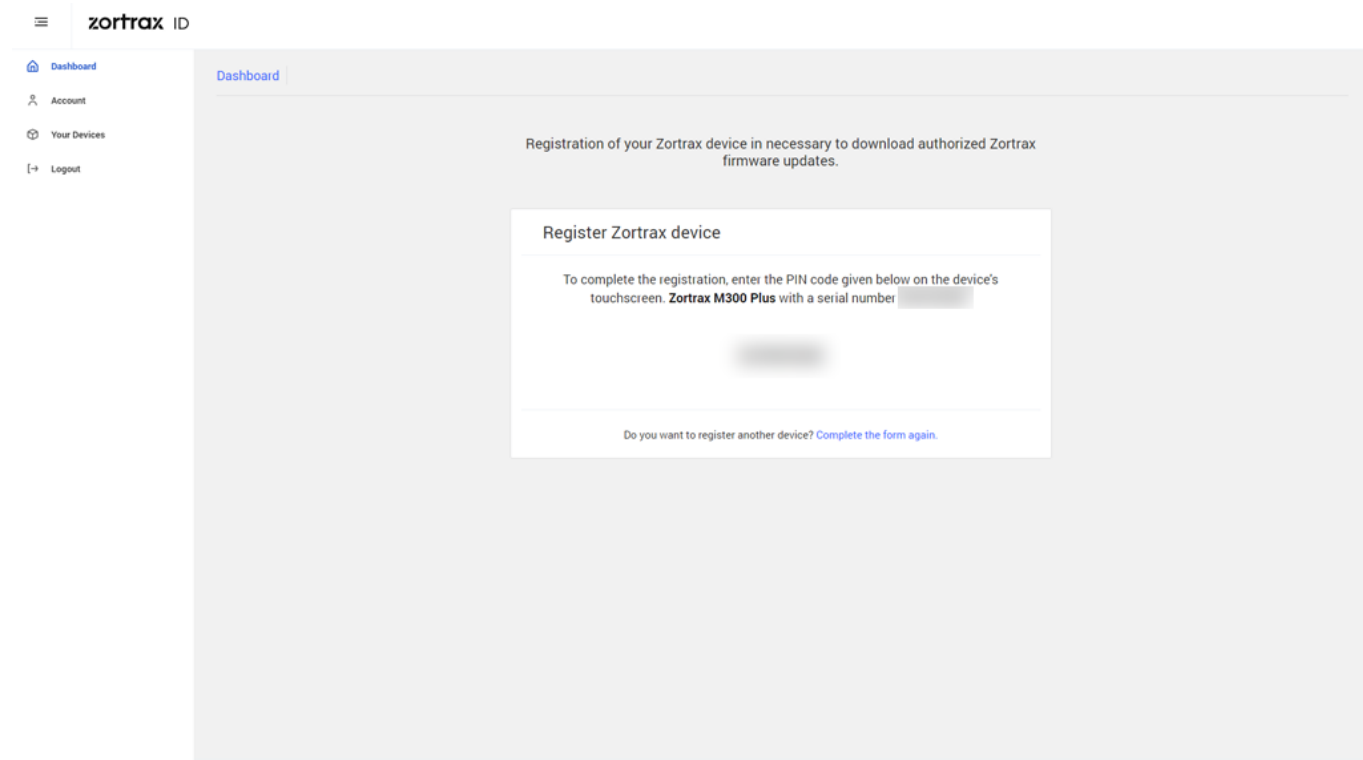 zortrax ID
Dashboard
Account
Your Devices
Logout
Dashboard
Registration of your Zortrax device in necessary to download authorized Zortrax
firmware updates.
Register Zortrax device
To complete the registration, enter the PIN code given below on the device's
touchscreen. Zortrax M300 Plus with a serial number
Do you want to register another device? Complete the form again.